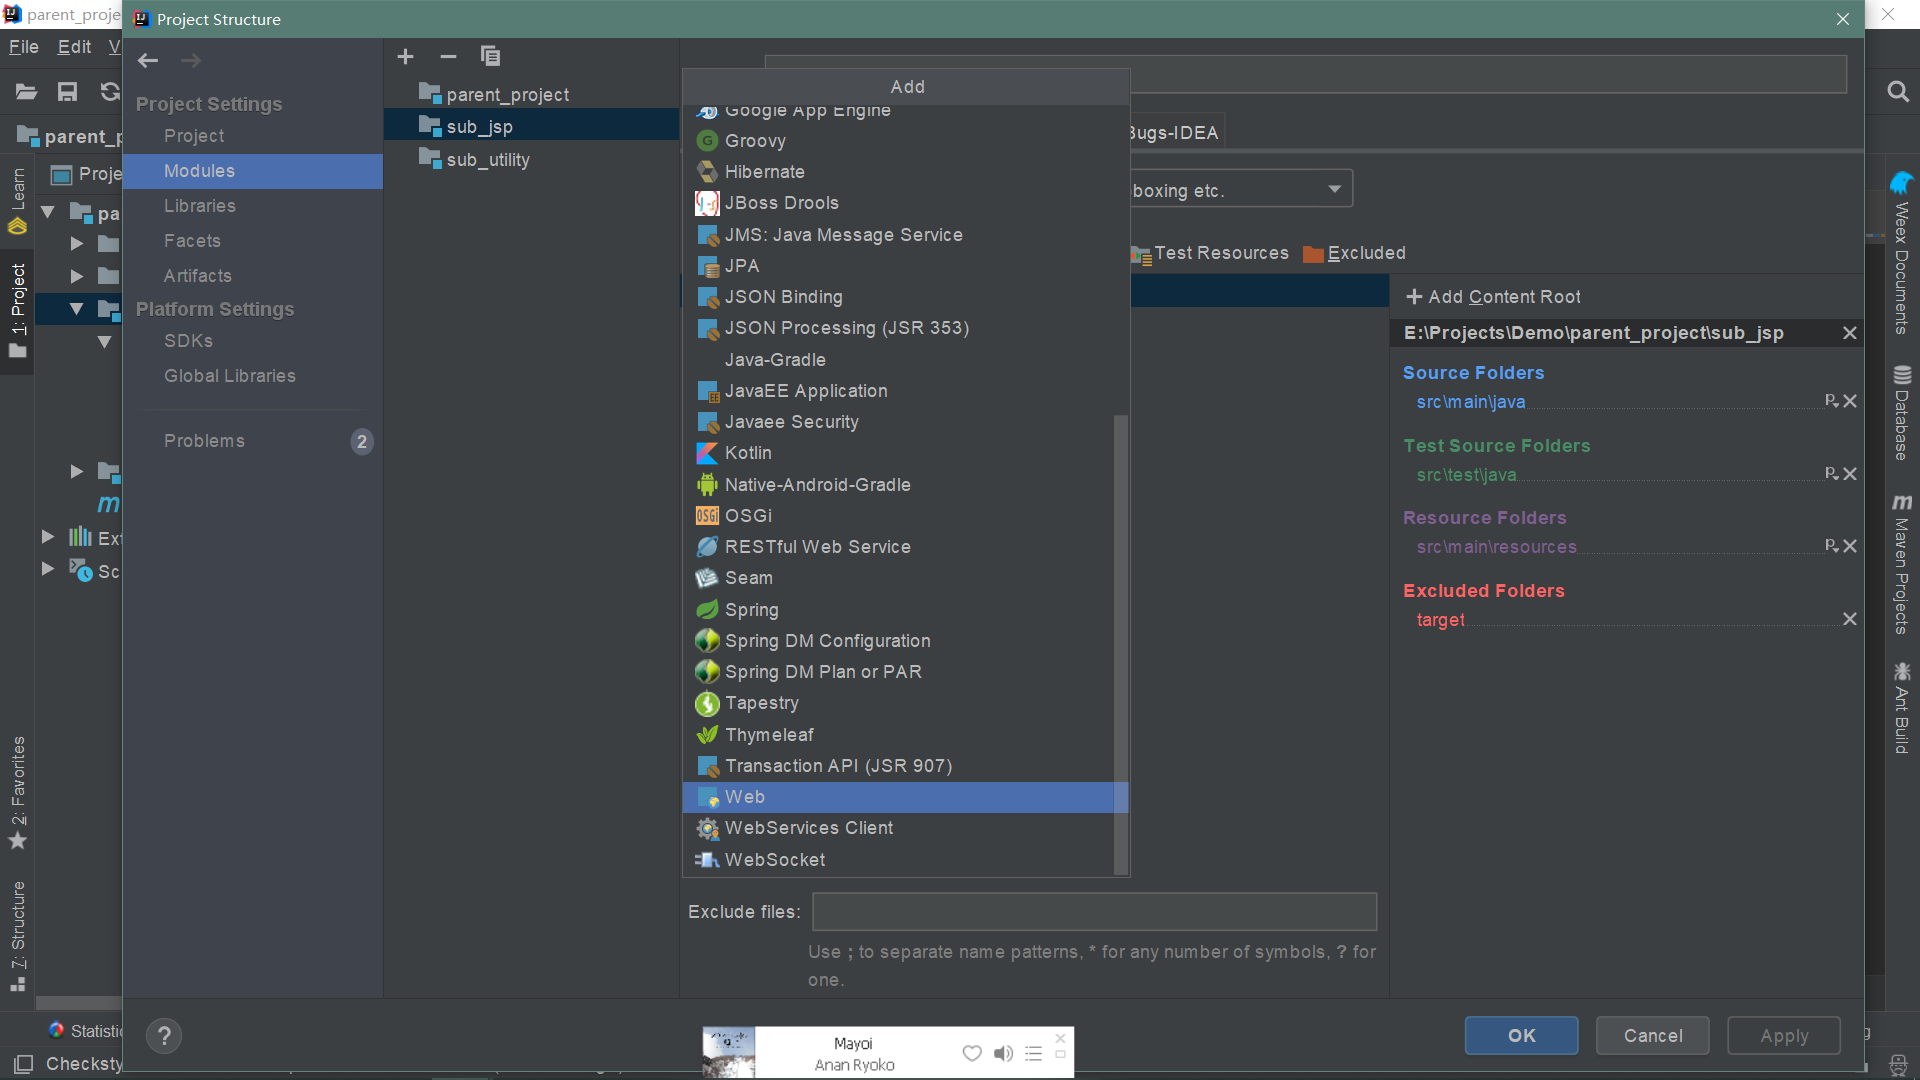 parent_proje
Project Structure
File Edit V
parent_p
Learn
1: Project
2: Favorites
7: Structure
Proje
pa
Ext
Sc
Statistic
Checksty
Project Settings
Project
Modules
Libraries
Facets
Artifacts
Platform Settings
SDKs
Global Libraries
Problems 2
parent_project
sub_jsp
sub_utility
Add
Google App Engine
Groovy
Hibernate
JBoss Drools
JMS: Java Message Service
JPA
JSON Binding
JSON Processing (JSR 353)
Java-Gradle
JavaEE Application
Javaee Security
Kotlin
Native-Android-Gradle
OSGi
RESTful Web Service
Seam
Spring
Spring DM Configuration
Spring DM Plan or PAR
Tapestry
Thymeleaf
Transaction API (JSR 907)
Web
WebServices Client
WebSocket
Bugs-IDEA
boxing etc.
Test Resources Excluded
Add Content Root
E:\Projects\Demo\parent_project\sub_jsp
Source Folders
src\main\java
Test Source Folders
src\test\java
Resource Folders
src\main\resources
Excluded Folders
target
Exclude files:
Use ; to separate name patterns, * for any number of symbols, ? for
one.
OK Cancel Apply
Mayoi
Anan Ryoko
Weex Documents
Database
Maven Projects
Ant Build